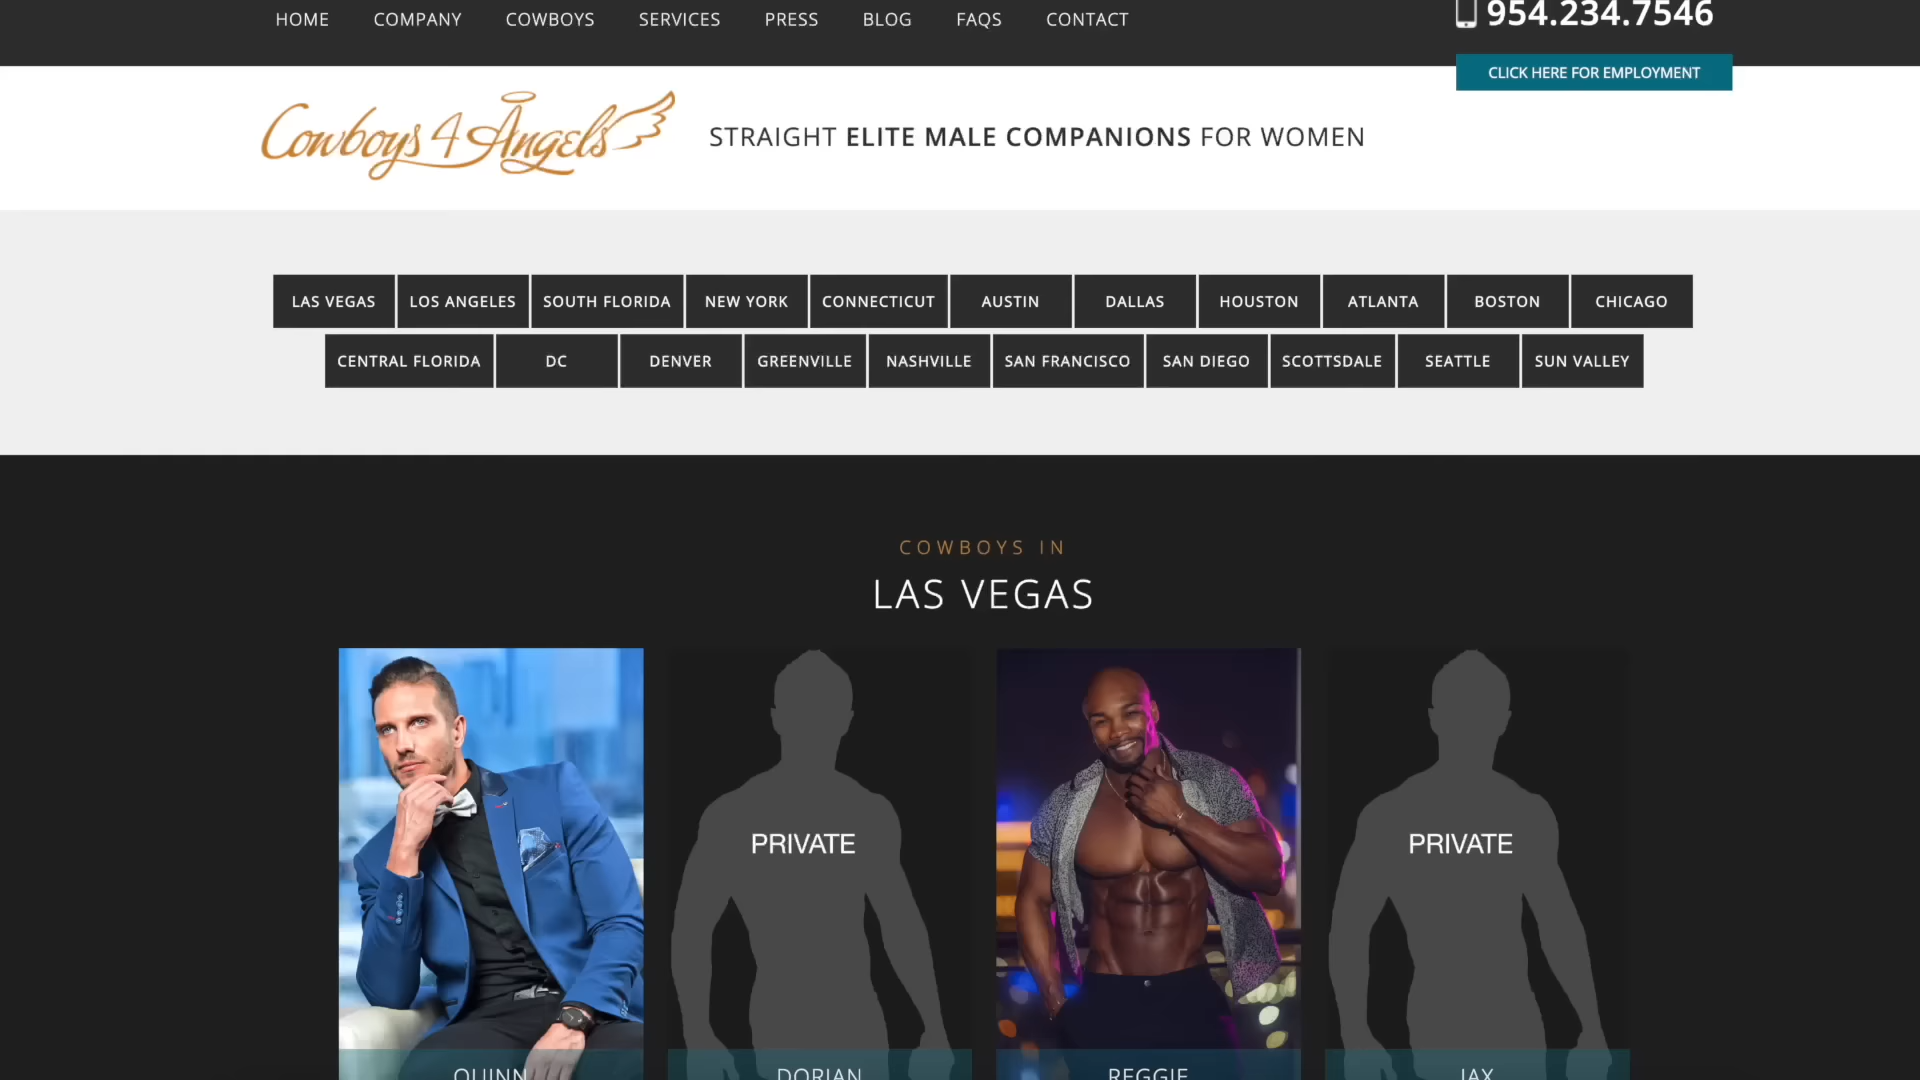 HOME COMPANY COWBOYS SERVICES PRESS BLOG FAQS CONTACT
954.234.7546
CLICK HERE FOR EMPLOYMENT
Cowboys 4 Angels
STRAIGHT ELITE MALE COMPANIONS FOR WOMEN
LAS VEGAS LOS ANGELES SOUTH FLORIDA NEW YORK CONNECTICUT AUSTIN DALLAS HOUSTON ATLANTA BOSTON CHICAGO
CENTRAL FLORIDA DC DENVER GREENVILLE NASHVILLE SAN FRANCISCO SAN DIEGO SCOTTSDALE SEATTLE SUN VALLEY
COWBOYS IN
LAS VEGAS
PRIVATE PRIVATE
QUINN DORIAN REGGIE JAX